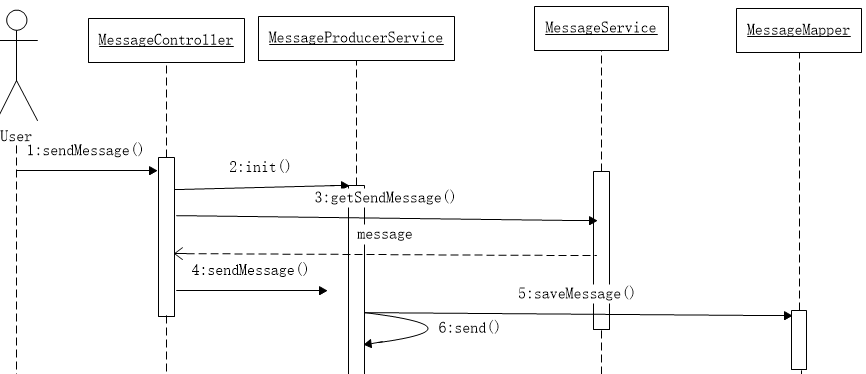 MessageController
MessageProducerService
MessageService
MessageMapper
User
1:sendMessage()
2:init()
3:getSendMessage()
message
4:sendMessage()
5:saveMessage()
6:send()